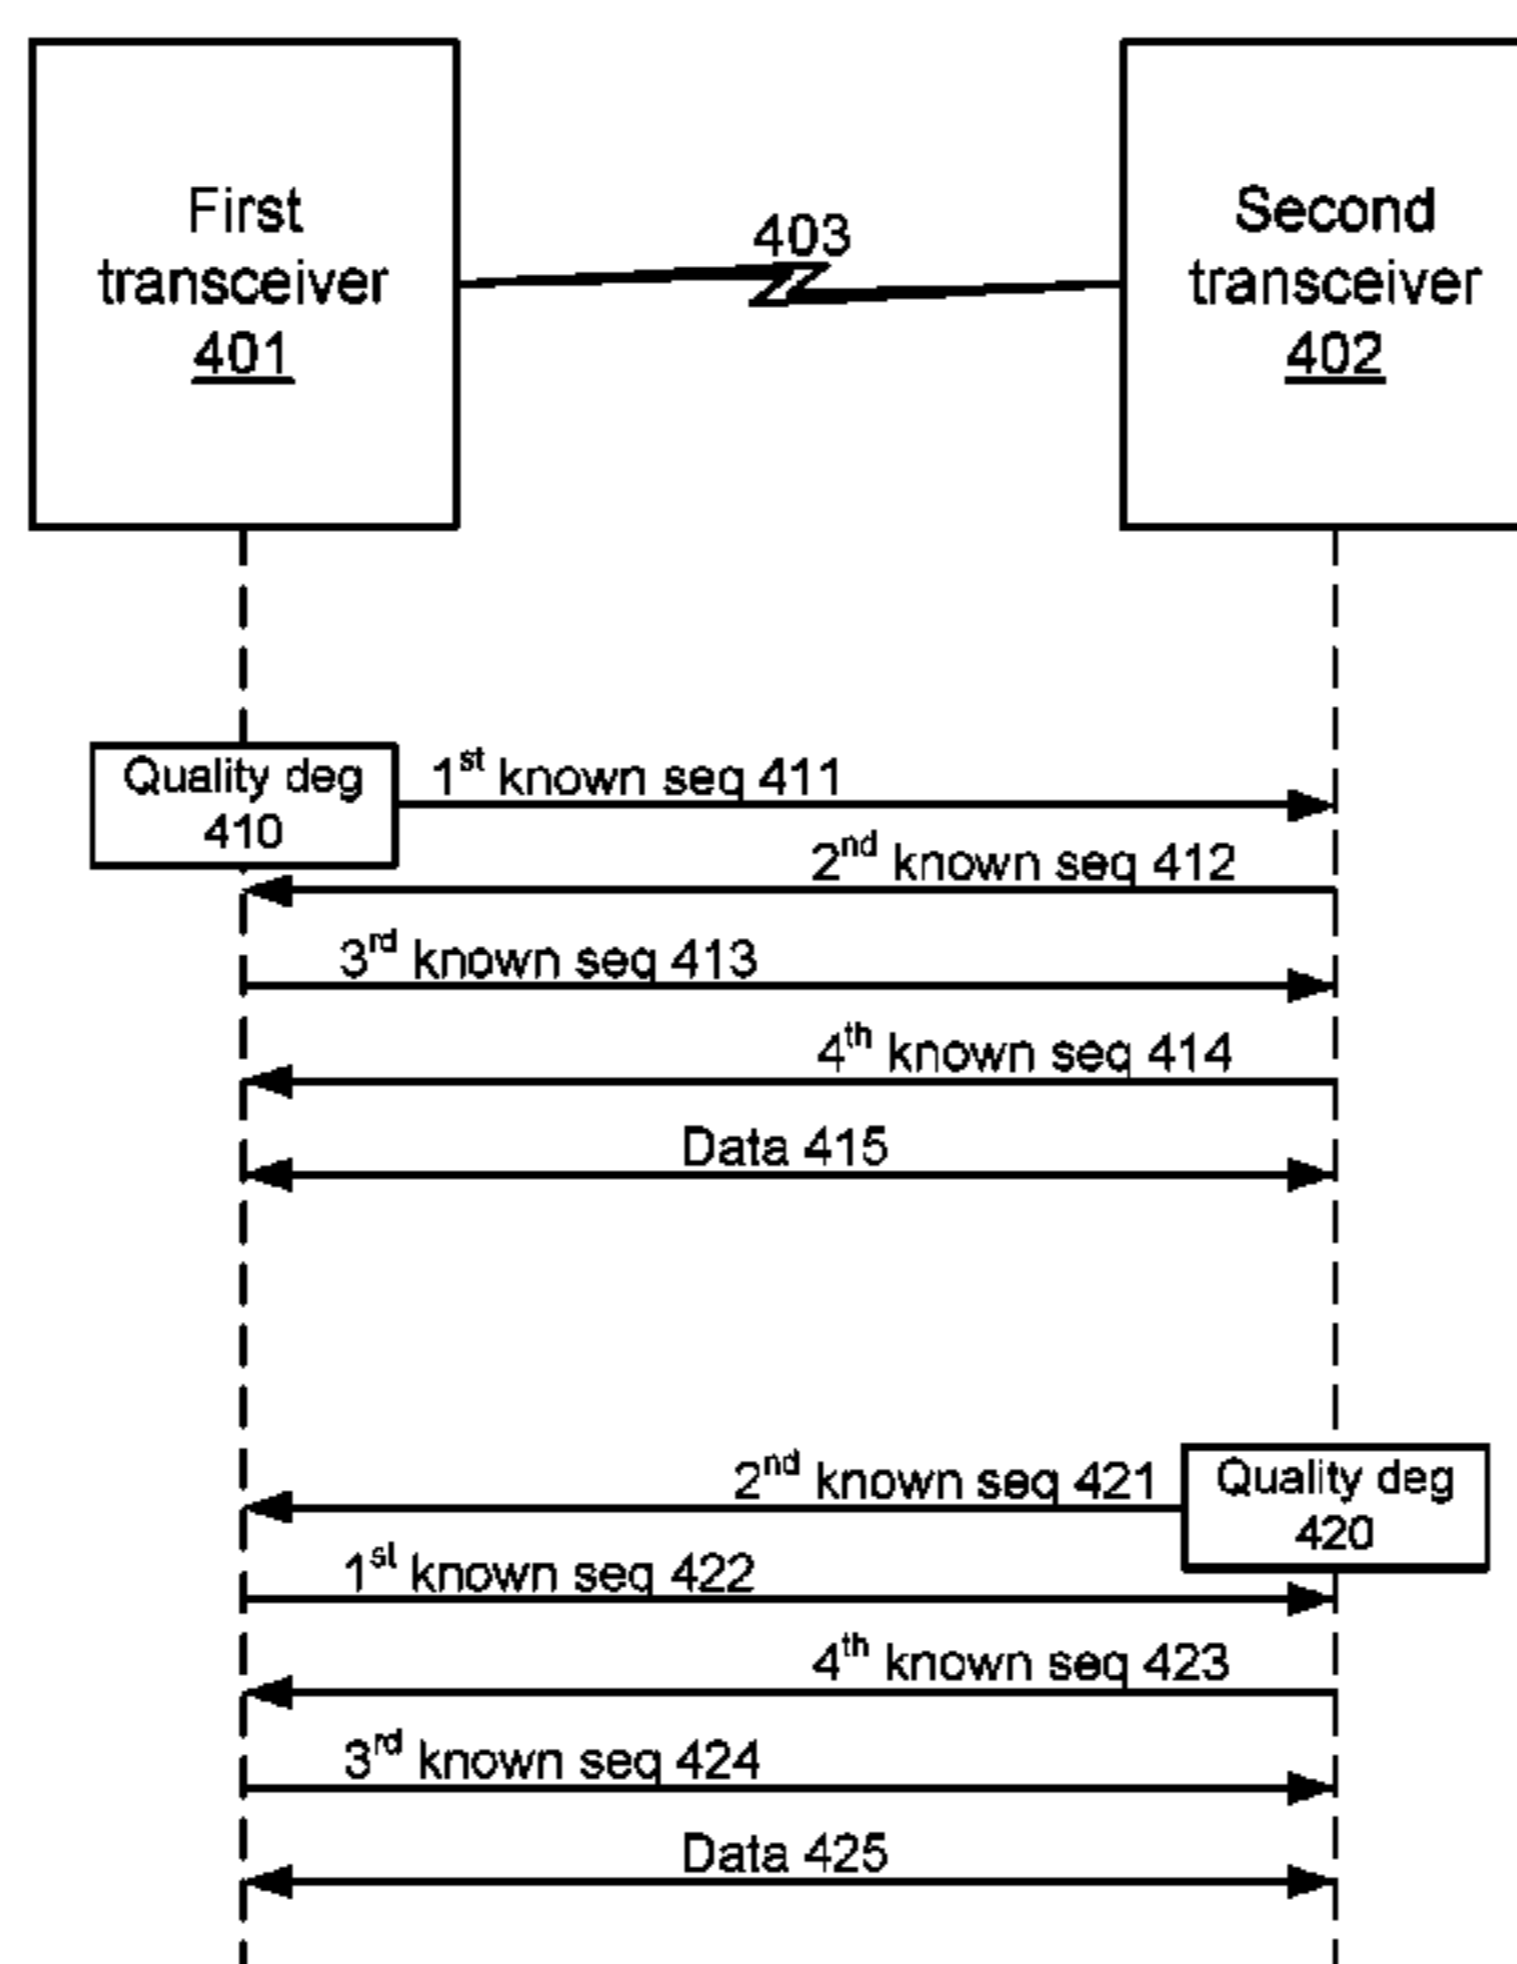 First
transceiver
401
403
Second
transceiver
402
Quality deg
410
1st known seq 411
2nd known seq 412
3rd known seq 413
4th known seq 414
Data 415
2nd known seq 421
Quality deg
420
1st known seq 422
4th known seq 423
3rd known seq 424
Data 425